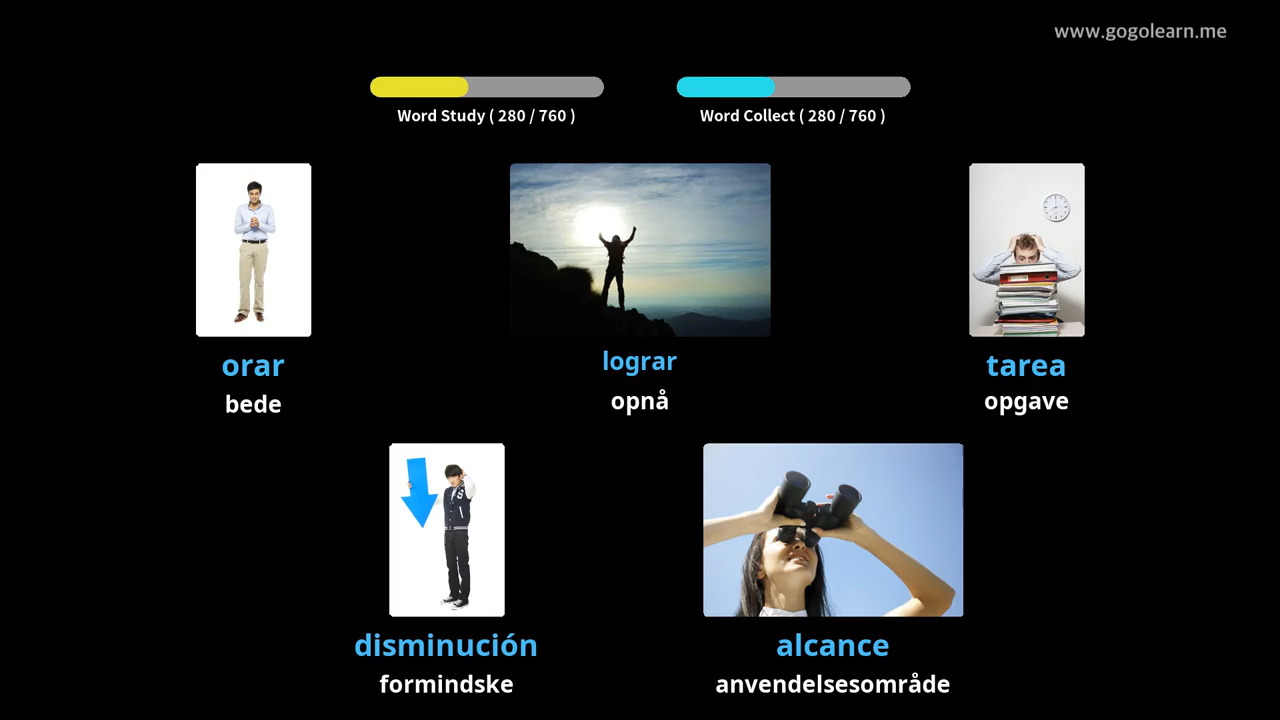 www.gogolearn.me
Word Study ( 280 / 760 )
Word Collect ( 280 / 760 )
orar
bede
lograr
opnå
tarea
opgave
disminución
formindske
alcance
anvendelsesområde